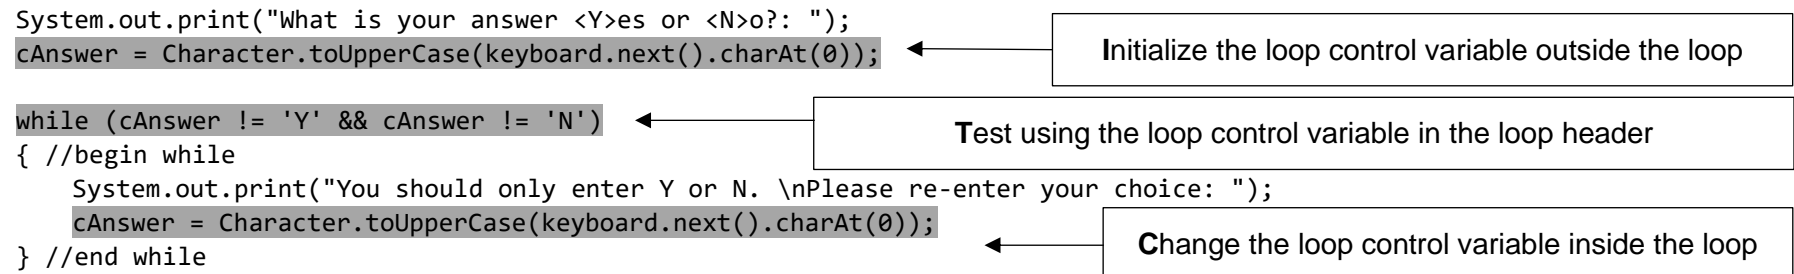 System.out.print("What is your answer <Y>es or <N>o?: ");
cAnswer = Character.toUpperCase(keyboard.next().charAt(0));
Initialize the loop control variable outside the loop
while (cAnswer != 'Y' && cAnswer != 'N')
Test using the loop control variable in the loop header
{ //begin while
System.out.print("You should only enter Y or N. \nPlease re-enter your choice: ");
cAnswer = Character.toUpperCase(keyboard.next().charAt(0));
Change the loop control variable inside the loop
} //end while